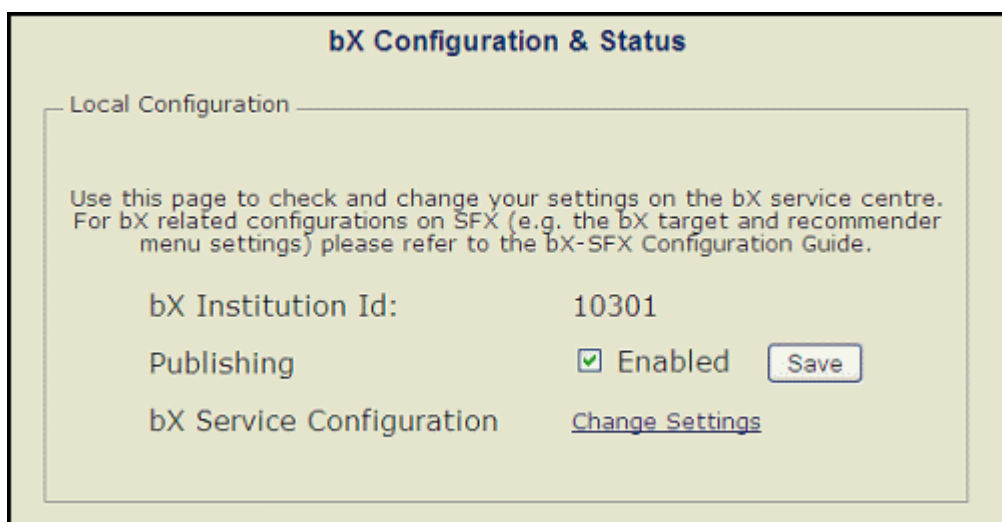 bX Configuration & Status
Local Configuration
Use this page to check and change your settings on the bX service centre.
For bX related configurations on SFX (e.g. the bX target and recommender
menu settings) please refer to the bX-SFX Configuration Guide.
bX Institution Id: 10301
Publishing Enabled Save
bX Service Configuration Change Settings